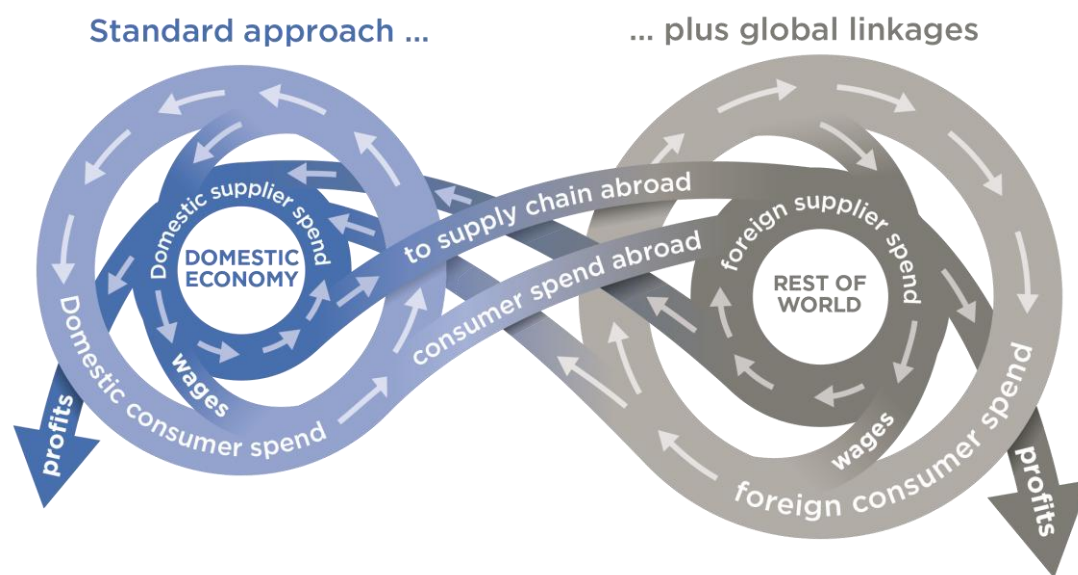 Standard approach ...
... plus global linkages
Domestic supplier spend
DOMESTIC
ECONOMY
wages
Domestic consumer spend
profits
to supply chain abroad
consumer spend abroad
foreign supplier spend
REST OF
WORLD
wages
foreign consumer spend
profits